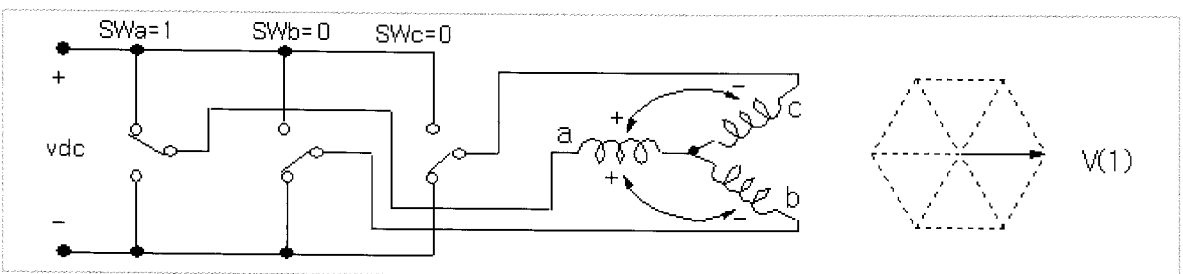 SWa=1 SWb=0 SWc=0
+
vdc
−
a
+
−
c
+
−
b
V(1)